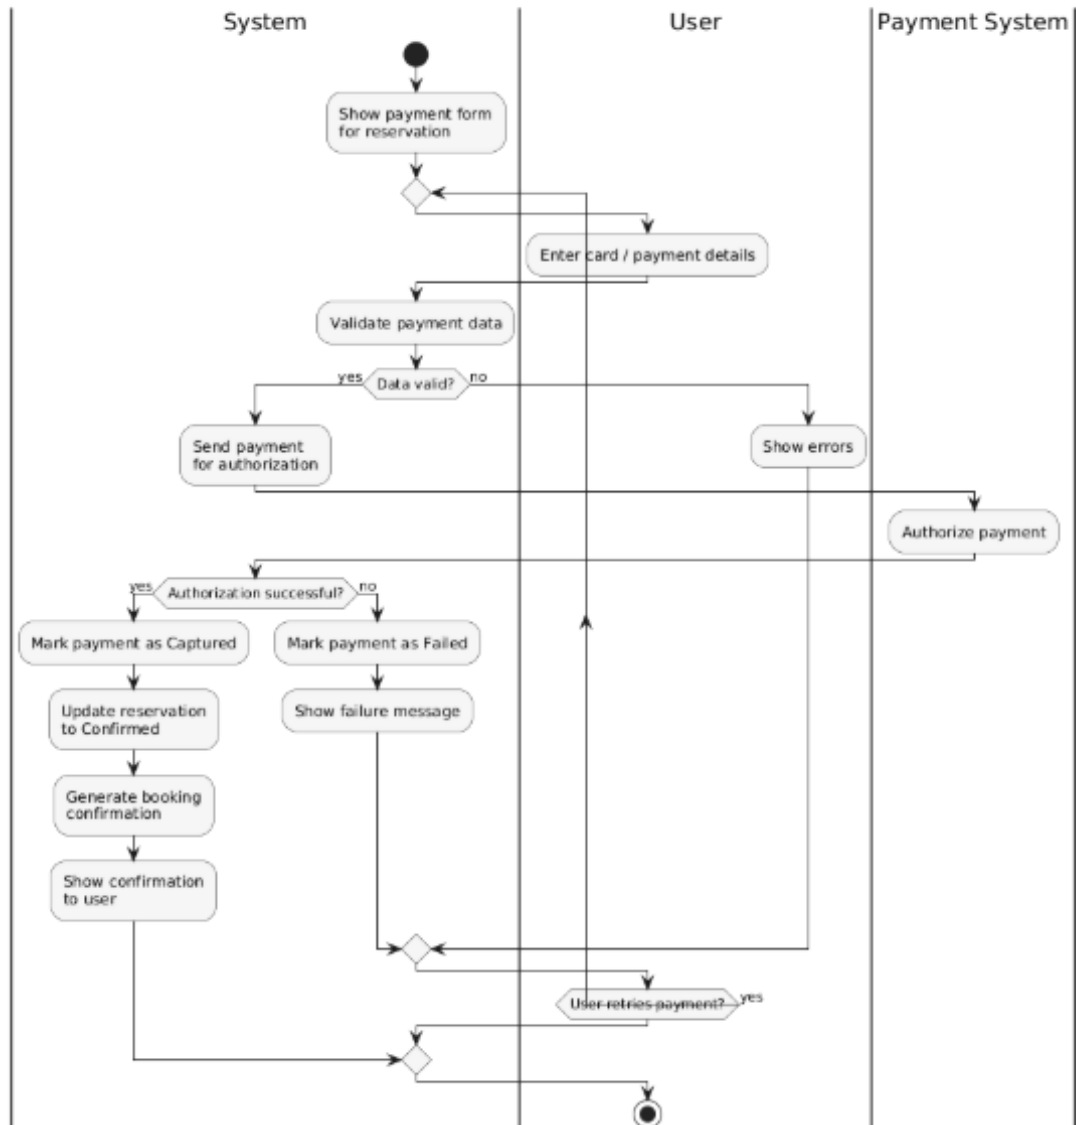 System
User
Payment System
Show payment form
for reservation
Enter card / payment details
Validate payment data
yes
Data valid?
no
Send payment
for authorization
Show errors
Authorize payment
yes
Authorization successful?
no
Mark payment as Captured
Mark payment as Failed
Update reservation
to Confirmed
Show failure message
Generate booking
confirmation
Show confirmation
to user
User retries payment?
yes